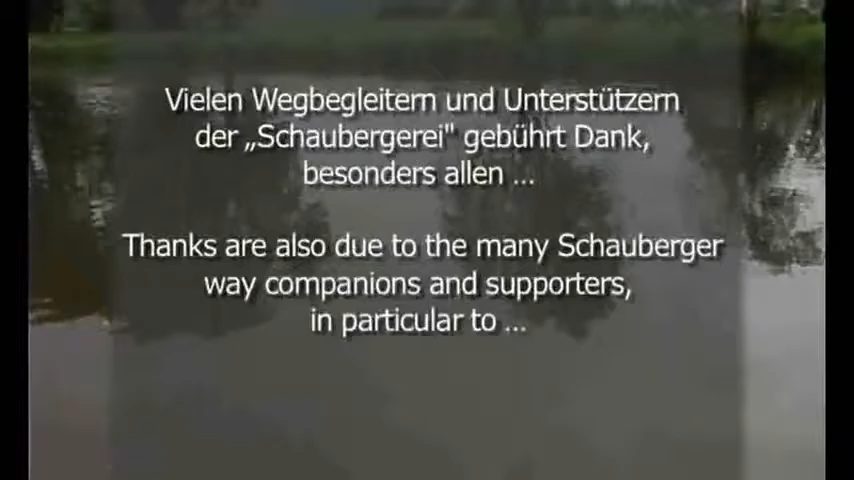 Vielen Wegbegleitern und Unterstützern
der „Schaubergerei" gebührt Dank,
besonders allen ...
Thanks are also due to the many Schauberger
way companions and supporters,
in particular to ...